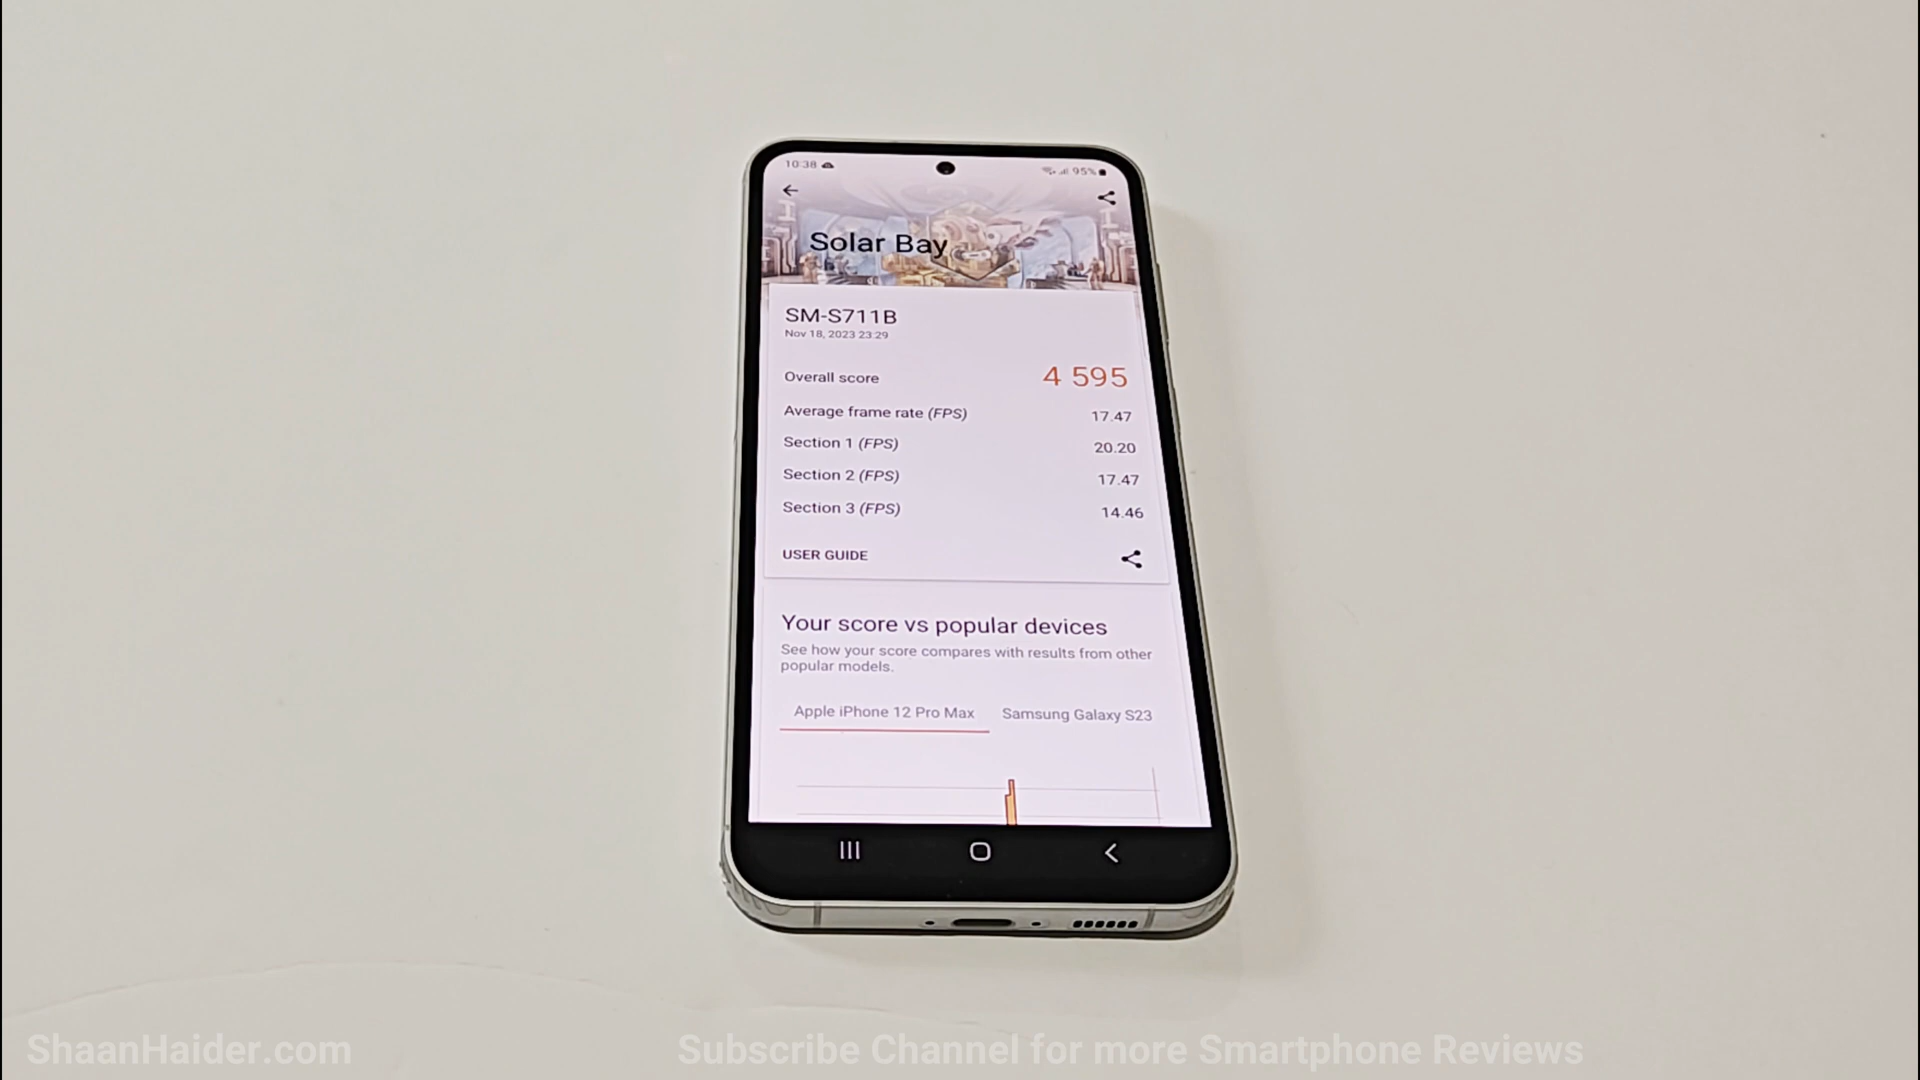 10:38
95%
Solar Bay
SM-S711B
Nov 18, 2023 23:29
Overall score 4 595
Average frame rate (FPS) 17.47
Section 1 (FPS) 20.20
Section 2 (FPS) 17.47
Section 3 (FPS) 14.46
USER GUIDE
Your score vs popular devices
See how your score compares with results from other
popular models.
Apple iPhone 12 Pro Max Samsung Galaxy S23
ShaanHaider.com Subscribe Channel for more Smartphone Reviews